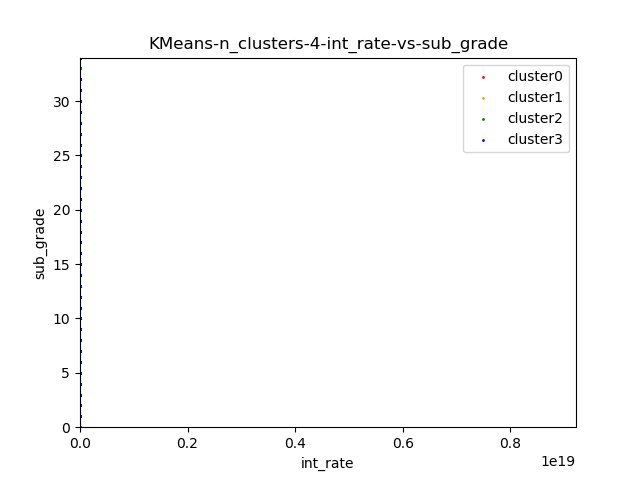 KMeans-n_clusters-4-int_rate-vs-sub_grade
cluster0
cluster1
cluster2
cluster3
30
25
20
15
10
5
0
sub_grade
0.0 0.2 0.4 0.6 0.8
1e19
int_rate